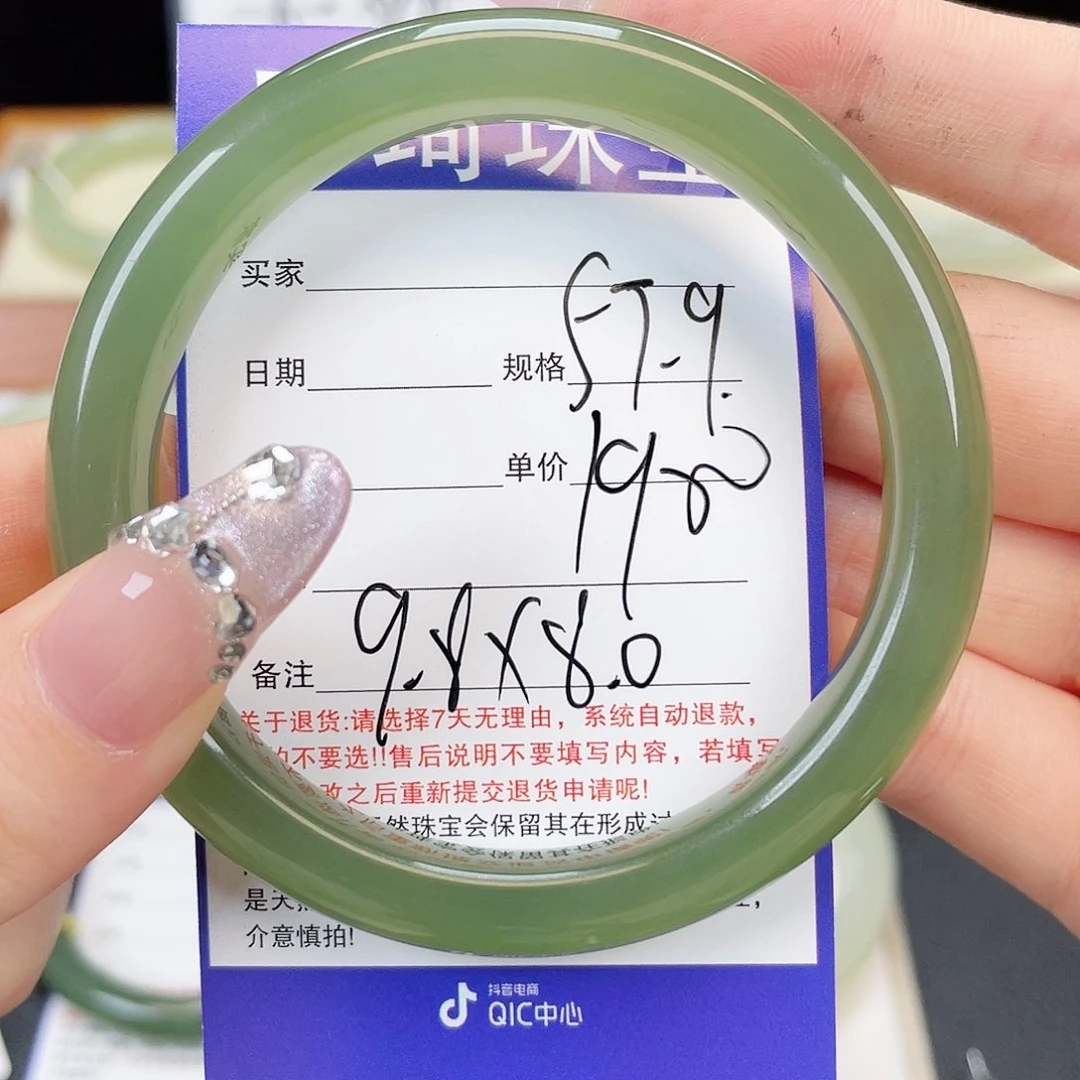 珠宝
买家
日期 规格 57.9
单价 1980
9.8x8.0
备注
关于退货:请选择7天无理由，系统自动退款，
不要选!!售后说明不要填写内容，若填写
改之后重新提交退货申请呢!
然珠宝会保留其在形成过
是天然
介意慎拍!
抖音电商
QIC中心